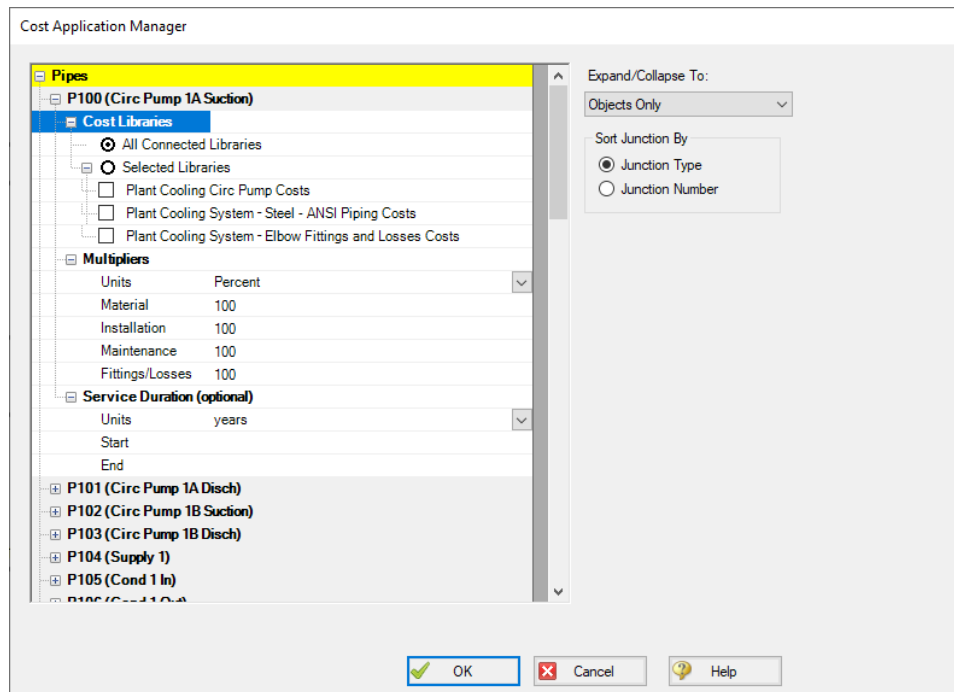 Cost Application Manager
Pipes
P100 (Circ Pump 1A Suction)
Cost Libraries
All Connected Libraries
Selected Libraries
Plant Cooling Circ Pump Costs
Plant Cooling System - Steel - ANSI Piping Costs
Plant Cooling System - Elbow Fittings and Losses Costs
Multipliers
Units Percent
Material 100
Installation 100
Maintenance 100
Fittings/Losses 100
Service Duration (optional)
Units years
Start
End
P101 (Circ Pump 1A Disch)
P102 (Circ Pump 1B Suction)
P103 (Circ Pump 1B Disch)
P104 (Supply 1)
P105 (Cond 1 In)
P106 (Cond 1 Out)
Expand/Collapse To:
Objects Only
Sort Junction By
Junction Type
Junction Number
OK
Cancel
Help